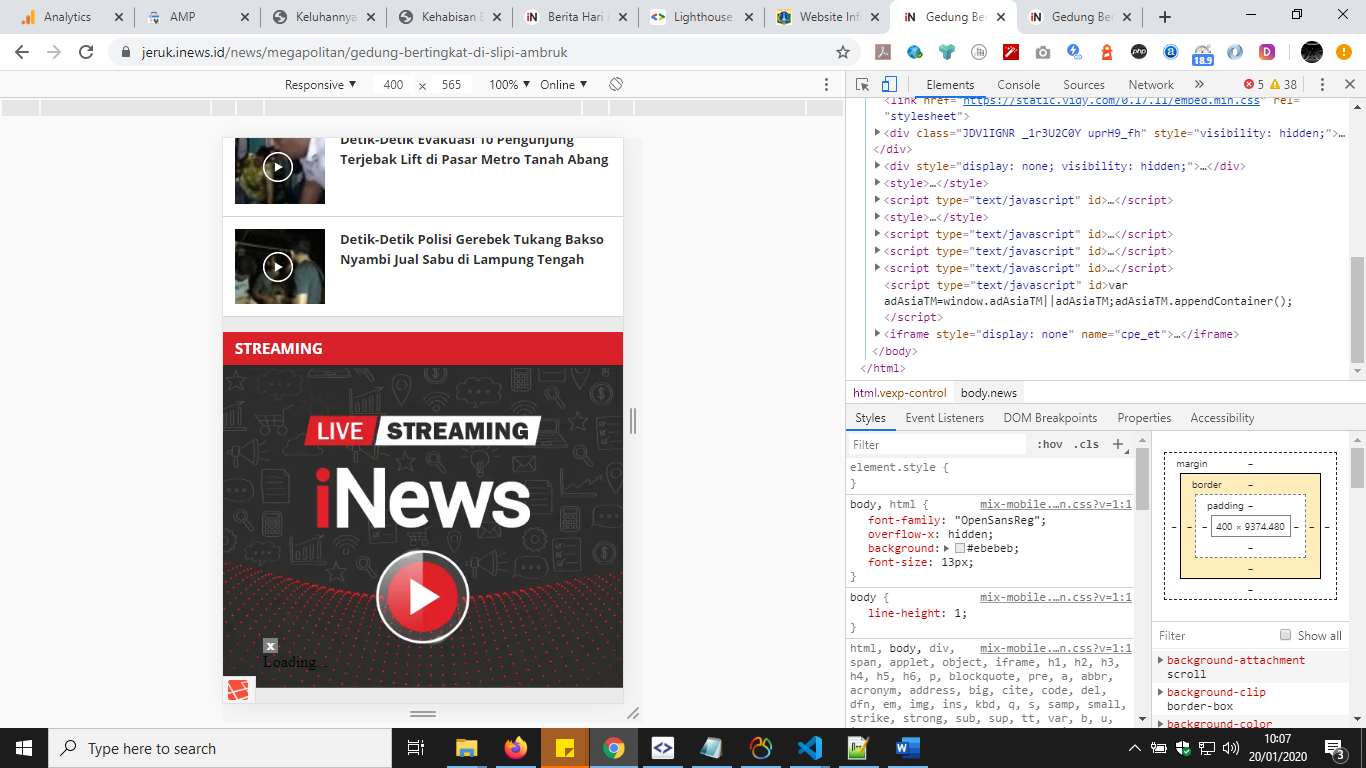 Analytics
AMP
Keluhannya
Kehabisan
Berita Hari i
Lighthouse
Website Inf
Gedung Ber
Gedung Ber
jeruk.inews.id/news/megapolitan/gedung-bertingkat-di-slipi-ambruk
18.9
Responsive ▼ 400 × 565 100% ▼ Online ▼
Detik-Detik Evakuasi 10 Pengunjung
Terjebak Lift di Pasar Metro Tanah Abang
Detik-Detik Polisi Gerebek Tukang Bakso
Nyambi Jual Sabu di Lampung Tengah
STREAMING
LIVE STREAMING
iNews
x
Loading...
Elements Console Sources Network » 5 38
<link href="https://static.vidy.com/0.17.11/embed.min.css" rel=
"stylesheet">
<div class="JDV1IGNR _1r3U2C0Y uprH9_fh" style="visibility: hidden;">…
</div>
<div style="display: none; visibility: hidden;">…</div>
<style>…</style>
<script type="text/javascript" id>…</script>
<style>…</style>
<script type="text/javascript" id>…</script>
<script type="text/javascript" id>…</script>
<script type="text/javascript" id>…</script>
<script type="text/javascript" id>var
adAsiaTM=window.adAsiaTM||adAsiaTM;adAsiaTM.appendContainer();
</script>
<iframe style="display: none" name="cpe_et">…</iframe>
</body>
</html>
html.vexp-control body.news
Styles Event Listeners DOM Breakpoints Properties Accessibility
Filter :hov .cls +
element.style {
}
body, html { mix-mobile.…n.css?v=1:1
font-family: "OpenSansReg";
overflow-x: hidden;
background: #ebebeb;
font-size: 13px;
}
body { mix-mobile.…n.css?v=1:1
line-height: 1;
}
html, body, div, mix-mobile.…n.css?v=1:1
span, applet, object, iframe, h1, h2, h3,
h4, h5, h6, p, blockquote, pre, a, abbr,
acronym, address, big, cite, code, del,
dfn, em, img, ins, kbd, q, s, samp, small,
strike, strong, sub, sup, tt, var, b, u,
margin –
border –
padding –
– – – 400 × 9374.480 – – –
–
–
–
Filter Show all
background-attachment
scroll
background-clip
border-box
background-color
Type here to search
10:07
20/01/2020
3